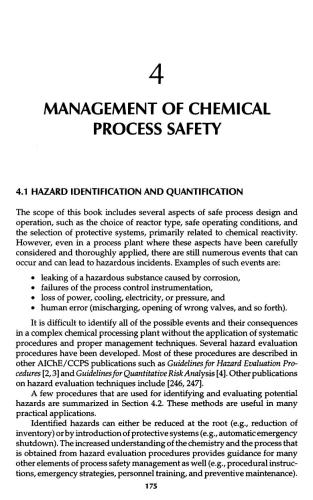 4
MANAGEMENT OF CHEMICAL
PROCESS SAFETY
4.1 HAZARD IDENTIFICATION AND QUANTIFICATION
The scope of this book includes several aspects of safe process design and
operation, such as the choice of reactor type, safe operating conditions, and
the selection of protective systems, primarily related to chemical reactivity.
However, even in a process plant where these aspects have been carefully
considered and thoroughly applied, there are still numerous events that can
occur and can lead to hazardous incidents. Examples of such events are:
• leaking of a hazardous substance caused by corrosion,
• failures of the process control instrumentation,
• loss of power, cooling, electricity, or pressure, and
• human error (mischarging, opening of wrong valves, and so forth).
It is difficult to identify all of the possible events and their consequences
in a complex chemical processing plant without the application of systematic
procedures and proper management techniques. Several hazard evaluation
procedures have been developed. Most of these procedures are described in
other AIChE/CCPS publications such as Guidelines for Hazard Evaluation Pro-
cedures [2, 3] and Guidelines for Quantitative Risk Analysis [4]. Other publications
on hazard evaluation techniques include [246, 247].
A few procedures that are used for identifying and evaluating potential
hazards are summarized in Section 4.2. These methods are useful in many
practical applications.
Identified hazards can either be reduced at the root (e.g., reduction of
inventory) or by introduction of protective systems (e.g., automatic emergency
shutdown). The increased understanding of the chemistry and the process that
is obtained from hazard evaluation procedures provides guidance for many
other elements of process safety management as well (e.g., procedural instruc-
tions, emergency strategies, personnel training, and preventive maintenance).
175